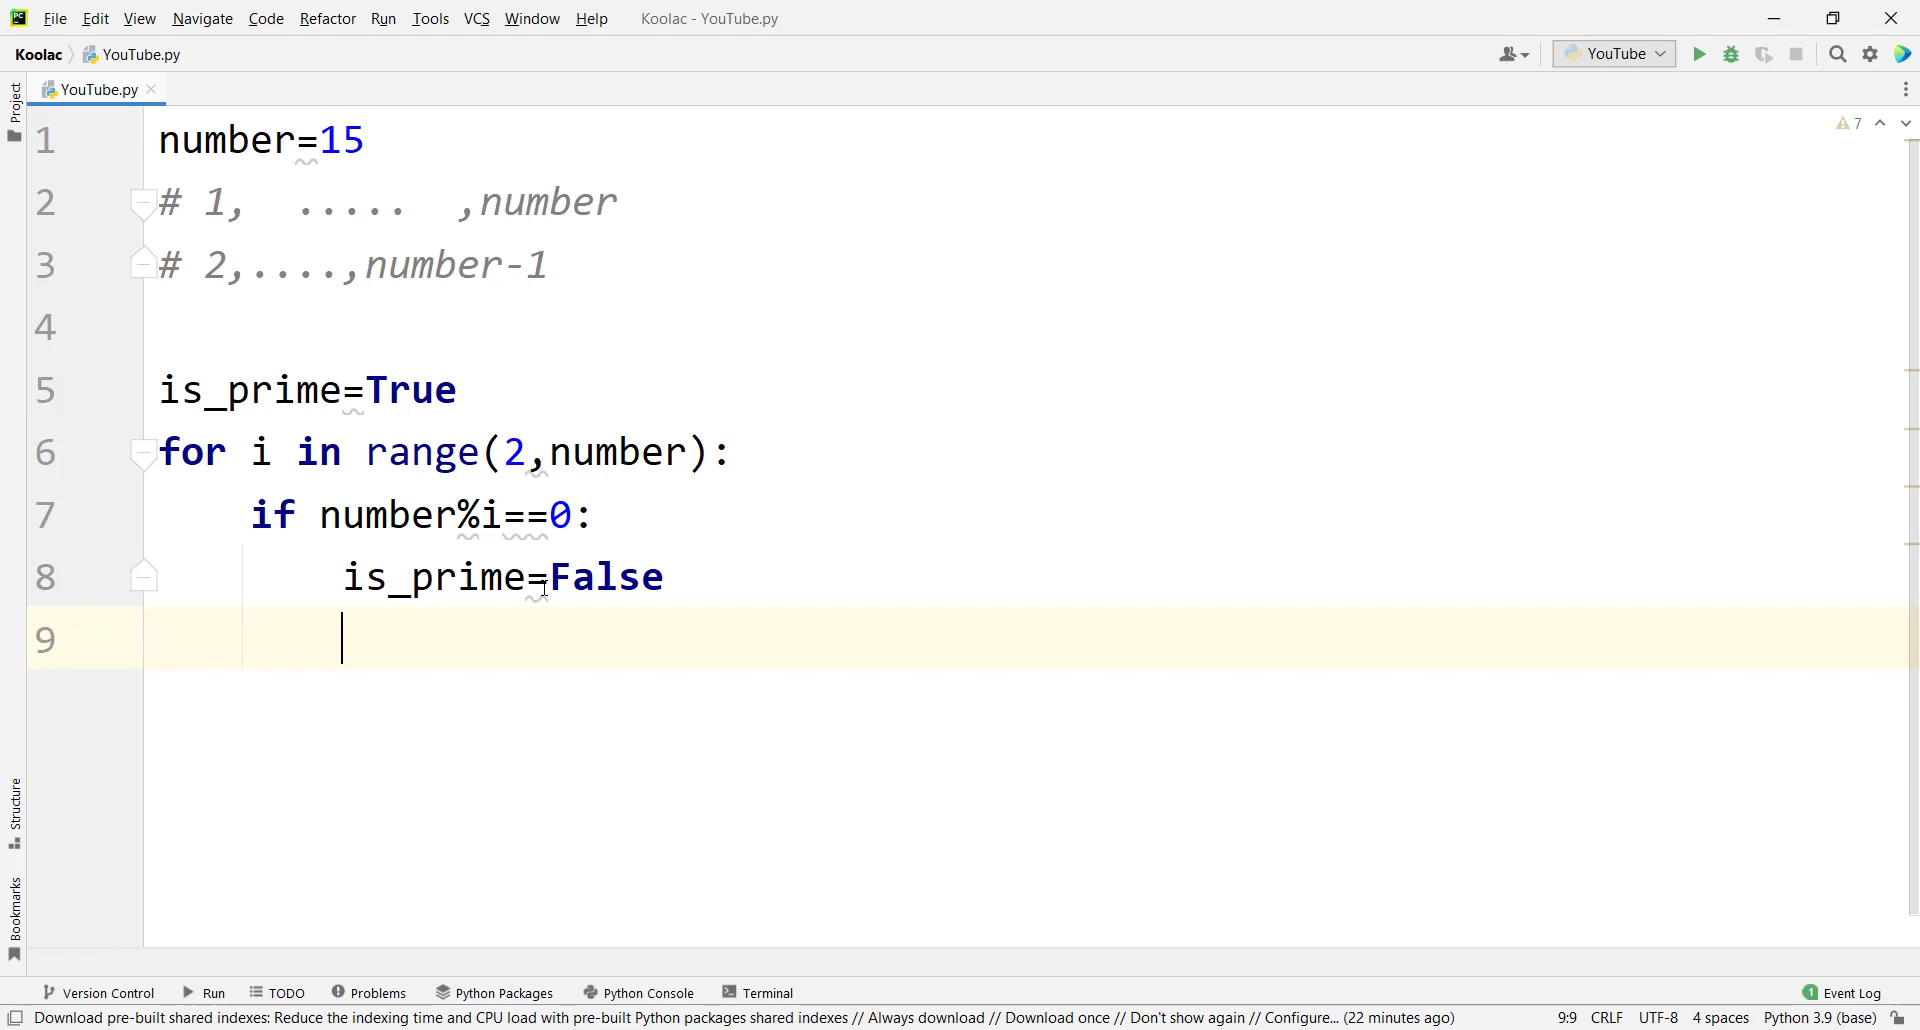 PC File Edit View Navigate Code Refactor Run Tools VCS Window Help Koolac - YouTube.py
Koolac YouTube.py YouTube
YouTube.py
Project
7
1 number=15
2 # 1,  .....  ,number
3 # 2,....,number-1
4
5 is_prime=True
6 for i in range(2,number):
7     if number%i==0:
8         is_prime=False
9
Structure
Bookmarks
Version Control Run TODO Problems Python Packages Python Console Terminal 1 Event Log
Download pre-built shared indexes: Reduce the indexing time and CPU load with pre-built Python packages shared indexes // Always download // Download once // Don't show again // Configure... (22 minutes ago) 9:9 CRLF UTF-8 4 spaces Python 3.9 (base)